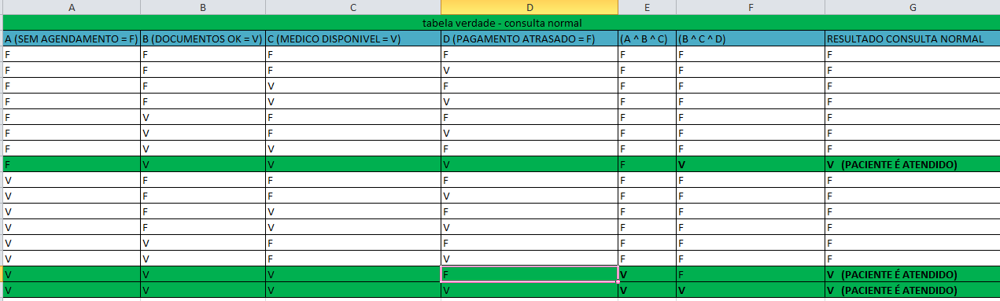 A B C D E F G
tabela verdade - consulta normal
A (SEM AGENDAMENTO = F) B (DOCUMENTOS OK = V) C (MEDICO DISPONIVEL = V) D (PAGAMENTO ATRASADO = F) (A ^ B ^ C) (B ^ C ^ D) RESULTADO CONSULTA NORMAL
F F F F F F F
F F F V F F F
F F V F F F F
F F V V F F F
F V F F F F F
F V F V F F F
F V V F F F F
F V V V F V V (PACIENTE É ATENDIDO)
V F F F F F F
V F F V F F F
V F V F F F F
V F V V F F F
V V F F F F F
V V F V F F F
V V V F V F V (PACIENTE É ATENDIDO)
V V V V V V V (PACIENTE É ATENDIDO)